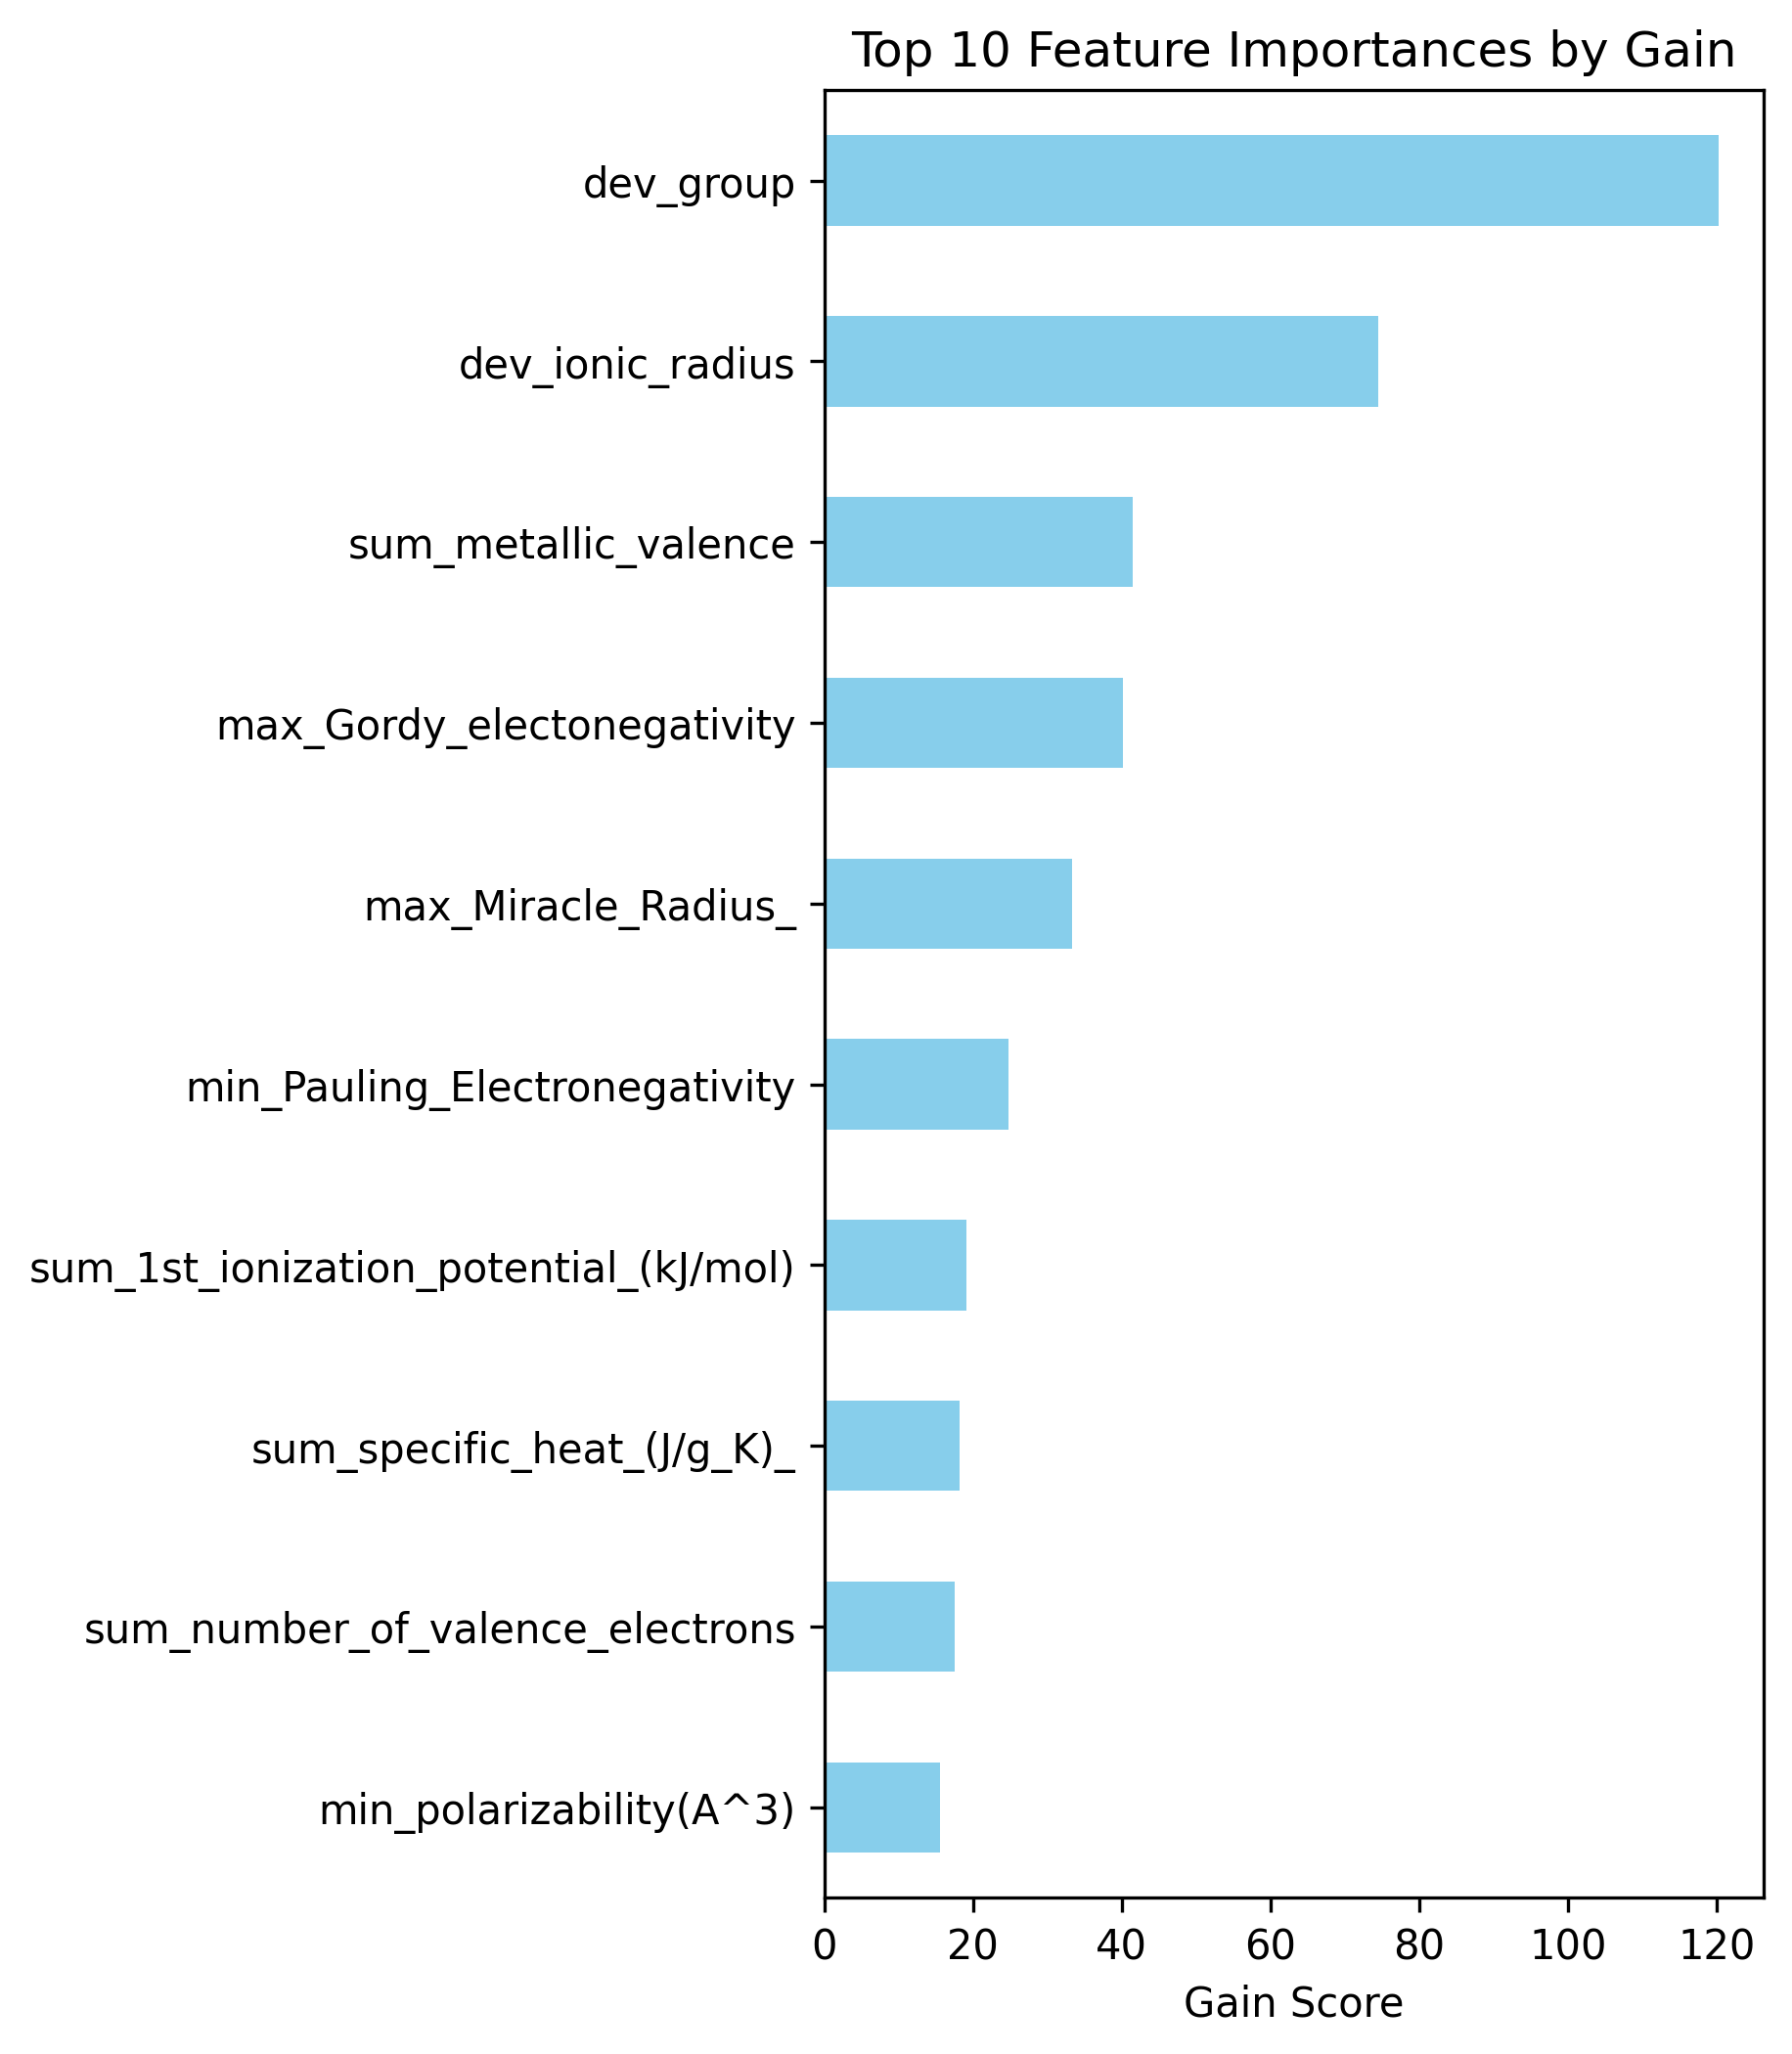 Top 10 Feature Importances by Gain
dev_group
dev_ionic_radius
sum_metallic_valence
max_Gordy_electonegativity
max_Miracle_Radius_
min_Pauling_Electronegativity
sum_1st_ionization_potential_(kJ/mol)
sum_specific_heat_(J/g_K)_
sum_number_of_valence_electrons
min_polarizability(A^3)
0 20 40 60 80 100 120
Gain Score